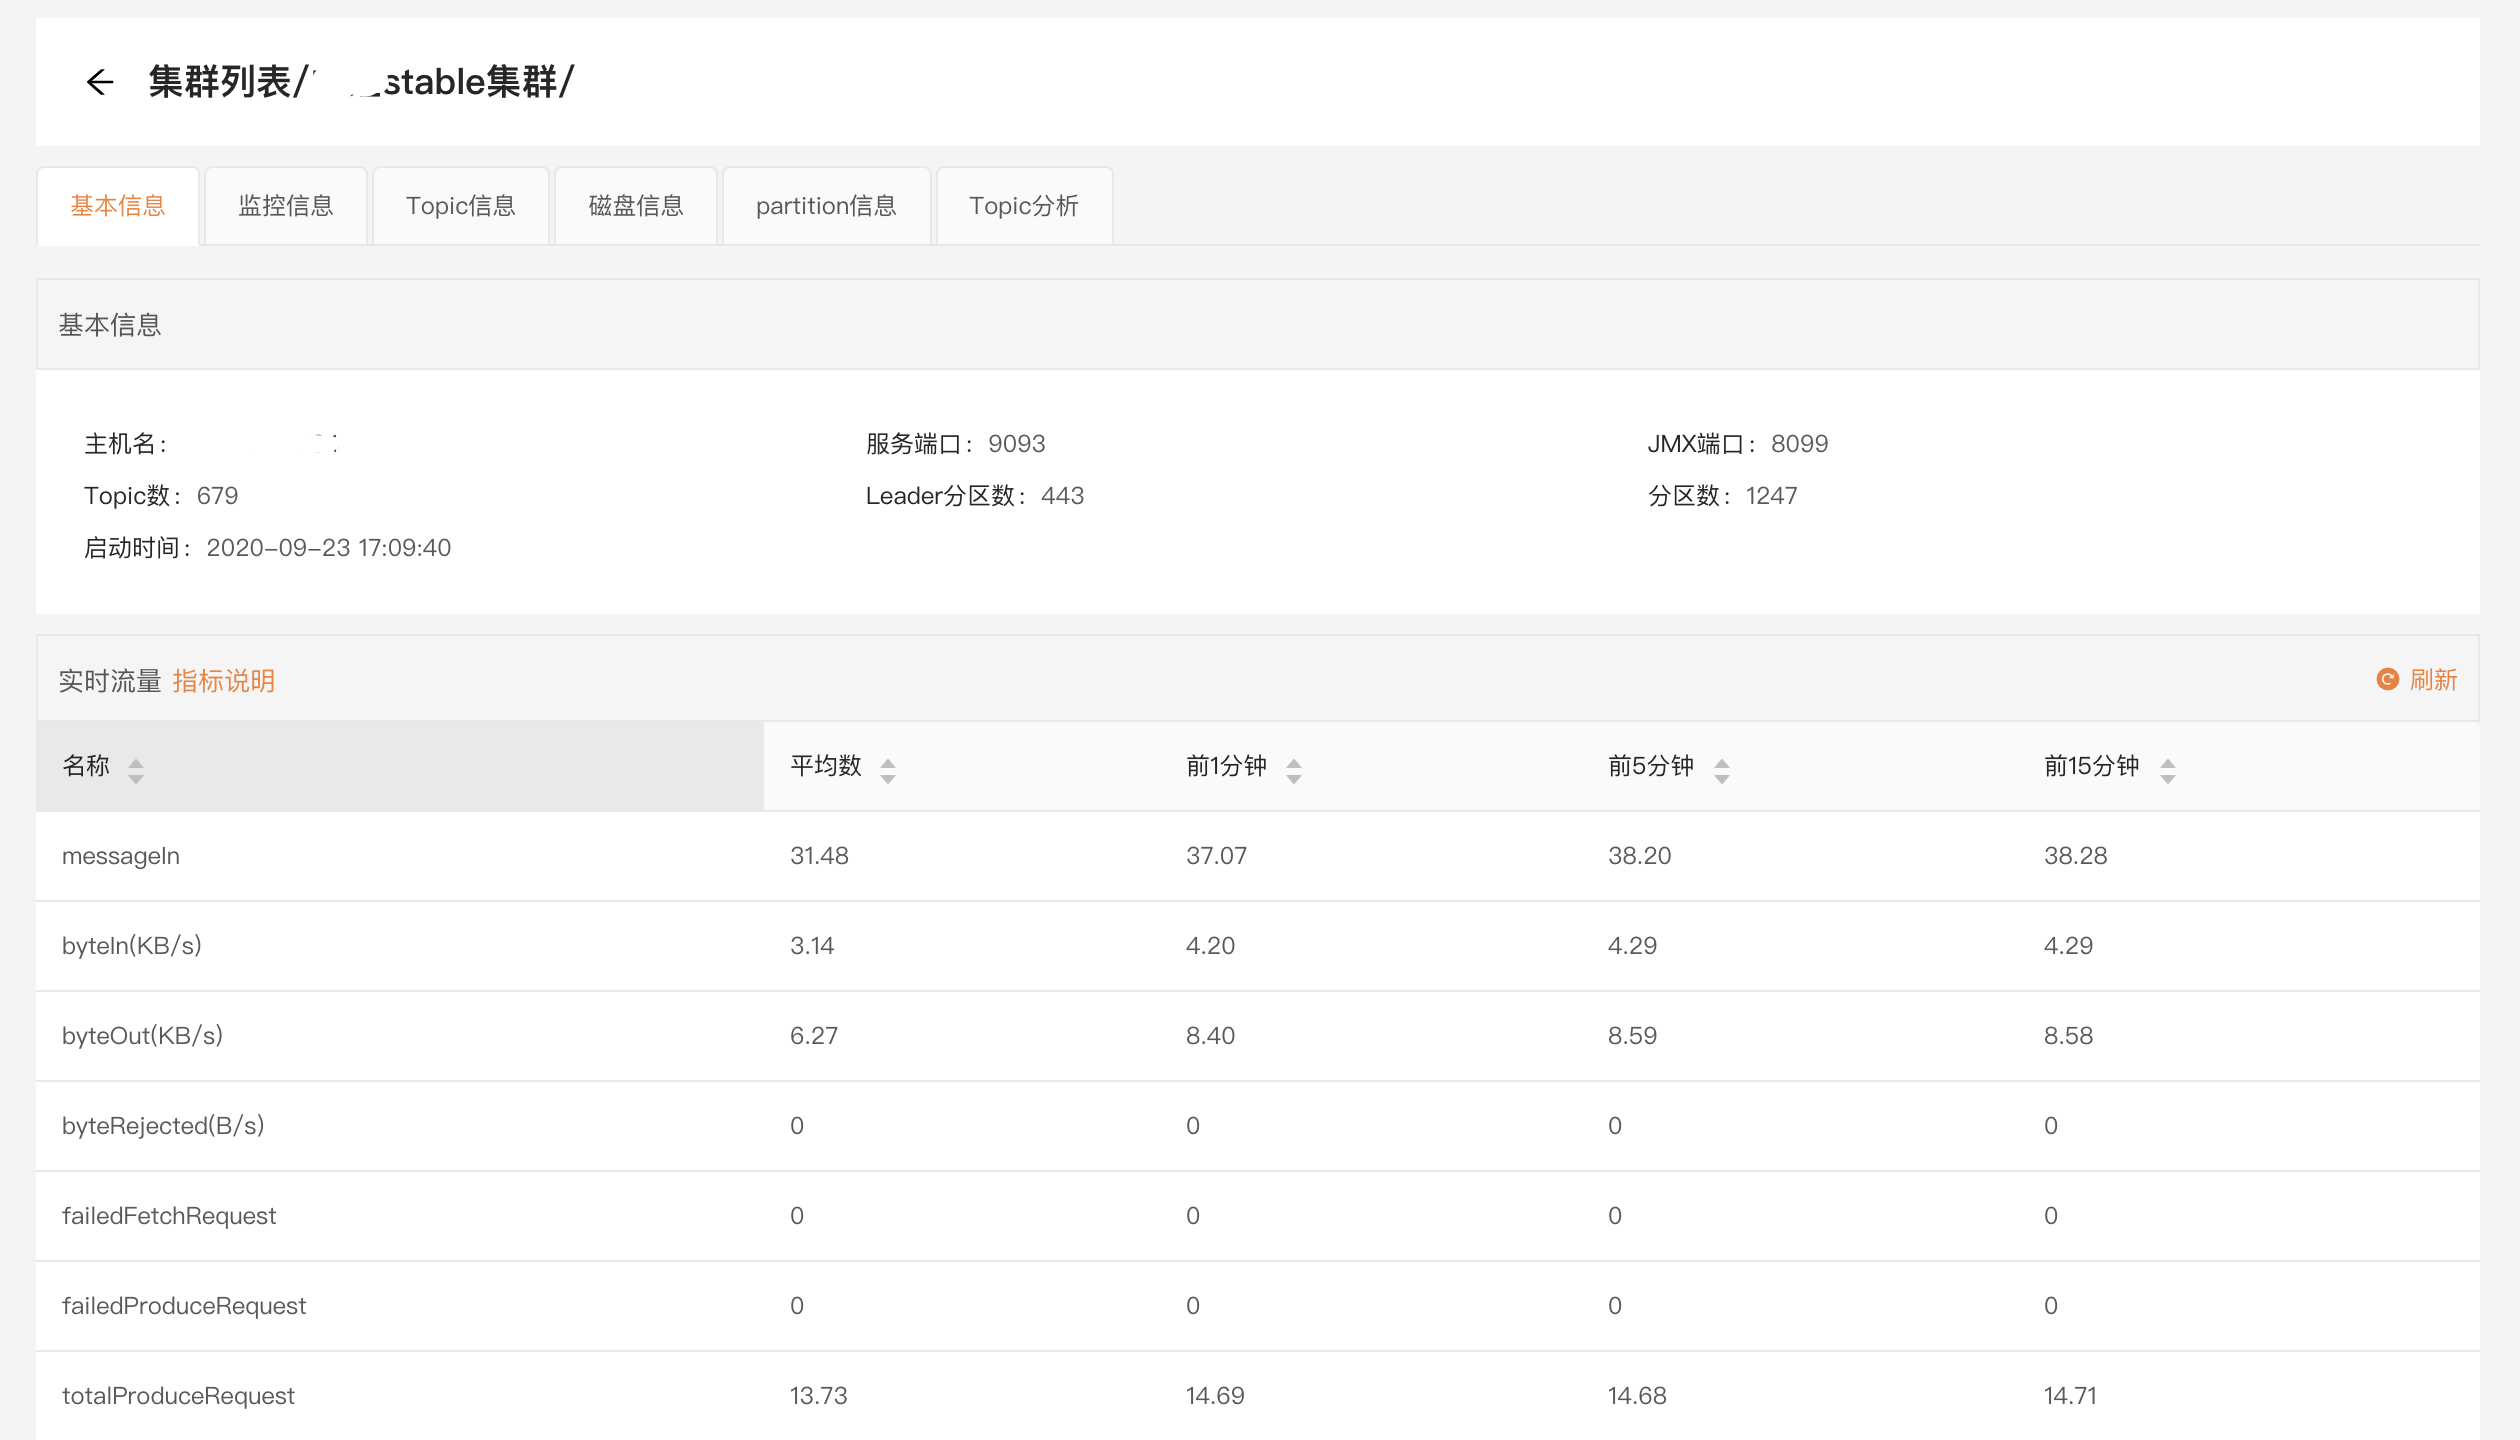 集群列表/ stable集群/
基本信息 监控信息 Topic信息 磁盘信息 partition信息 Topic分析
基本信息
主机名： 服务端口： 9093 JMX端口： 8099
Topic数： 679 Leader分区数： 443 分区数： 1247
启动时间： 2020-09-23 17:09:40
实时流量 指标说明 刷新
名称 平均数 前1分钟 前5分钟 前15分钟
messageIn 31.48 37.07 38.20 38.28
byteIn(KB/s) 3.14 4.20 4.29 4.29
byteOut(KB/s) 6.27 8.40 8.59 8.58
byteRejected(B/s) 0 0 0 0
failedFetchRequest 0 0 0 0
failedProduceRequest 0 0 0 0
totalProduceRequest 13.73 14.69 14.68 14.71